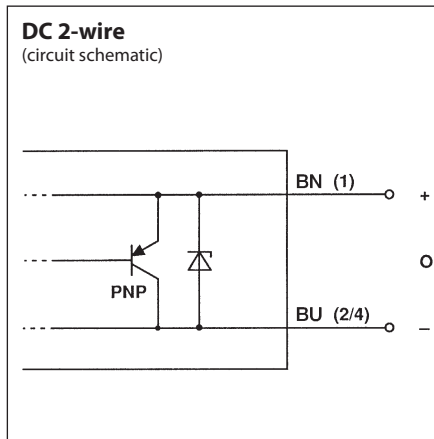 DC 2-wire
(circuit schematic)
BN (1)
+
O
PNP
BU (2/4)
–